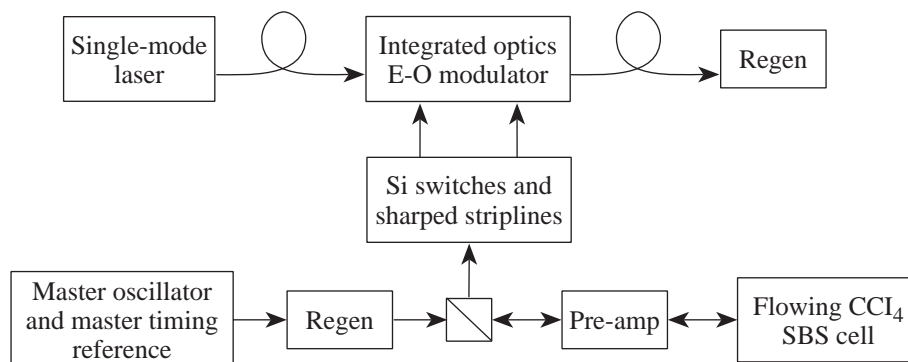 Single-mode
laser
Integrated optics
E-O modulator
Regen
Si switches and
sharped striplines
Master oscillator
and master timing
reference
Regen
Pre-amp
Flowing CCI4
SBS cell